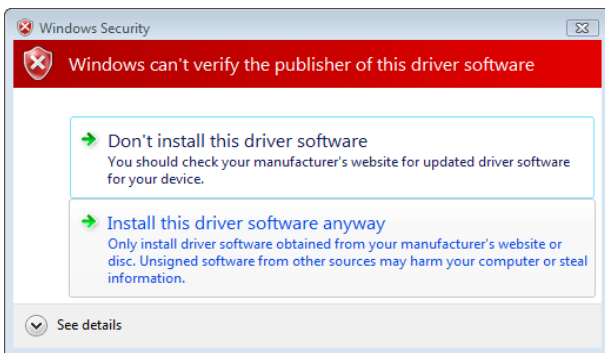 Windows Security
Windows can't verify the publisher of this driver software
Don't install this driver software
You should check your manufacturer's website for updated driver software
for your device.
Install this driver software anyway
Only install driver software obtained from your manufacturer's website or
disc. Unsigned software from other sources may harm your computer or steal
information.
See details